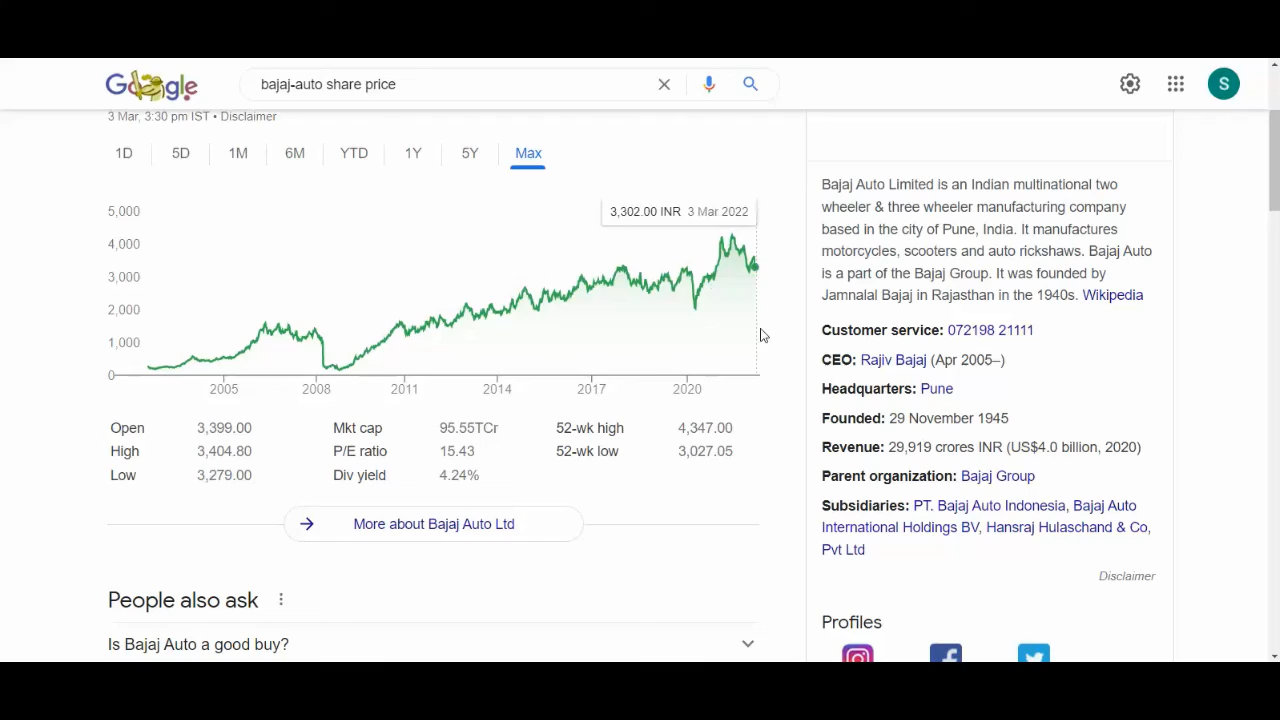 Google
bajaj-auto share price
S
3 Mar, 3:30 pm IST • Disclaimer
1D 5D 1M 6M YTD 1Y 5Y Max
3,302.00 INR 3 Mar 2022
5,000
4,000
3,000
2,000
1,000
0
2005 2008 2011 2014 2017 2020
Open 3,399.00 Mkt cap 95.55TCr 52-wk high 4,347.00
High 3,404.80 P/E ratio 15.43 52-wk low 3,027.05
Low 3,279.00 Div yield 4.24%
More about Bajaj Auto Ltd
People also ask
Is Bajaj Auto a good buy?
Bajaj Auto Limited is an Indian multinational two
wheeler & three wheeler manufacturing company
based in the city of Pune, India. It manufactures
motorcycles, scooters and auto rickshaws. Bajaj Auto
is a part of the Bajaj Group. It was founded by
Jamnalal Bajaj in Rajasthan in the 1940s. Wikipedia
Customer service: 072198 21111
CEO: Rajiv Bajaj (Apr 2005–)
Headquarters: Pune
Founded: 29 November 1945
Revenue: 29,919 crores INR (US$4.0 billion, 2020)
Parent organization: Bajaj Group
Subsidiaries: PT. Bajaj Auto Indonesia, Bajaj Auto
International Holdings BV, Hansraj Hulaschand & Co,
Pvt Ltd
Disclaimer
Profiles